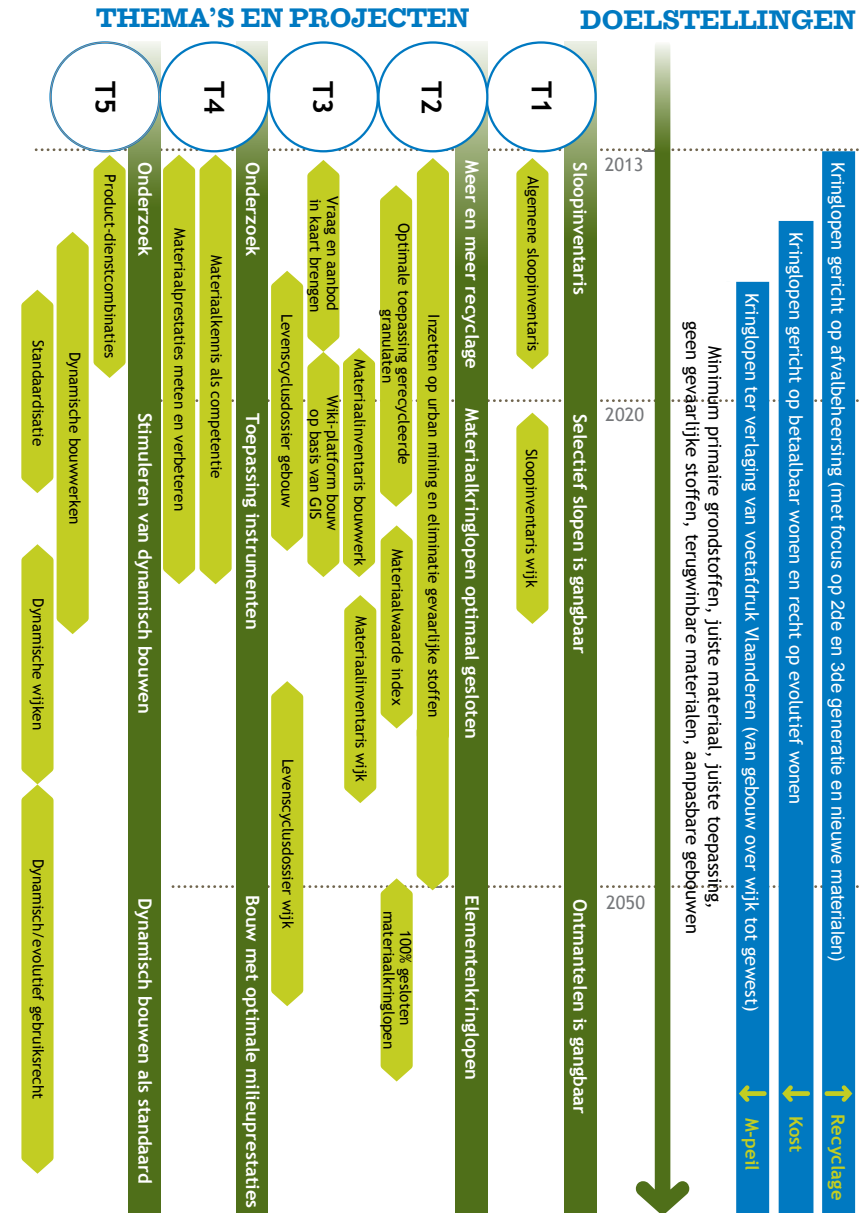 DOELSTELLINGEN
Kringlopen gericht op afvalbeheersing (met focus op 2de en 3de generatie en nieuwe materialen)
Recyclage
Kringlopen gericht op betaalbaar wonen en recht op evolutief wonen
Kost
Kringlopen ter verlaging van voetafdruk Vlaanderen (van gebouw over wijk tot gewest)
M-peil
Minimum primaire grondstoffen, juiste materiaal, juiste toepassing,
geen gevaarlijke stoffen, terugwinbare materialen, aanpasbare gebouwen
2013
2020
2050
THEMA'S EN PROJECTEN
T1
Sloopinventaris
Selectief slopen is gangbaar
Ontmantelen is gangbaar
Algemene sloopinventaris
Sloopinventaris wijk
T2
Meer en meer recyclage
Materiaalkringlopen optimaal gesloten
Elementenkringlopen
Inzetten op urban mining en eliminatie gevaarlijke stoffen
Optimale toepassing gerecycleerde
granulaten
Materiaalwaarde index
100% gesloten
materiaalkringlopen
T3
Materiaalinventaris bouwwerk
Materiaalinventaris wijk
Vraag en aanbod
in kaart brengen
Wiki-platform bouw
op basis van GIS
Levenscyclusdossier gebouw
Levenscyclusdossier wijk
T4
Onderzoek
Toepassing instrumenten
Bouw met optimale milieuprestaties
Materiaalkennis als competentie
Materiaalprestaties meten en verbeteren
T5
Onderzoek
Stimuleren van dynamisch bouwen
Dynamisch bouwen als standaard
Product-dienstcombinaties
Dynamische bouwwerken
Standaardisatie
Dynamische wijken
Dynamisch/evolutief gebruiksrecht